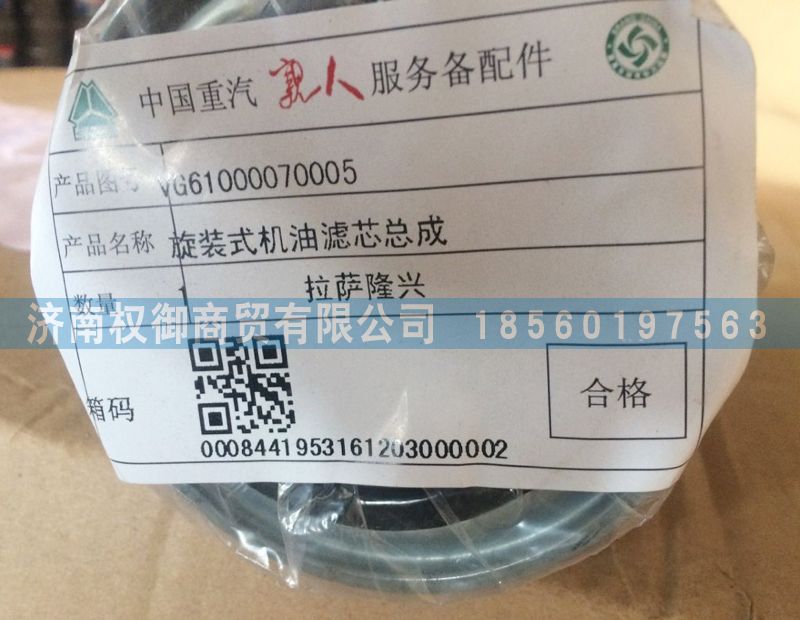 中国重汽 亲人 服务备配件
产品图号 VG61000070005
产品名称 旋装式机油滤芯总成
数量 1 拉萨隆兴
济南权御商贸有限公司 18560197563
箱码
合格
0008441953161203000002